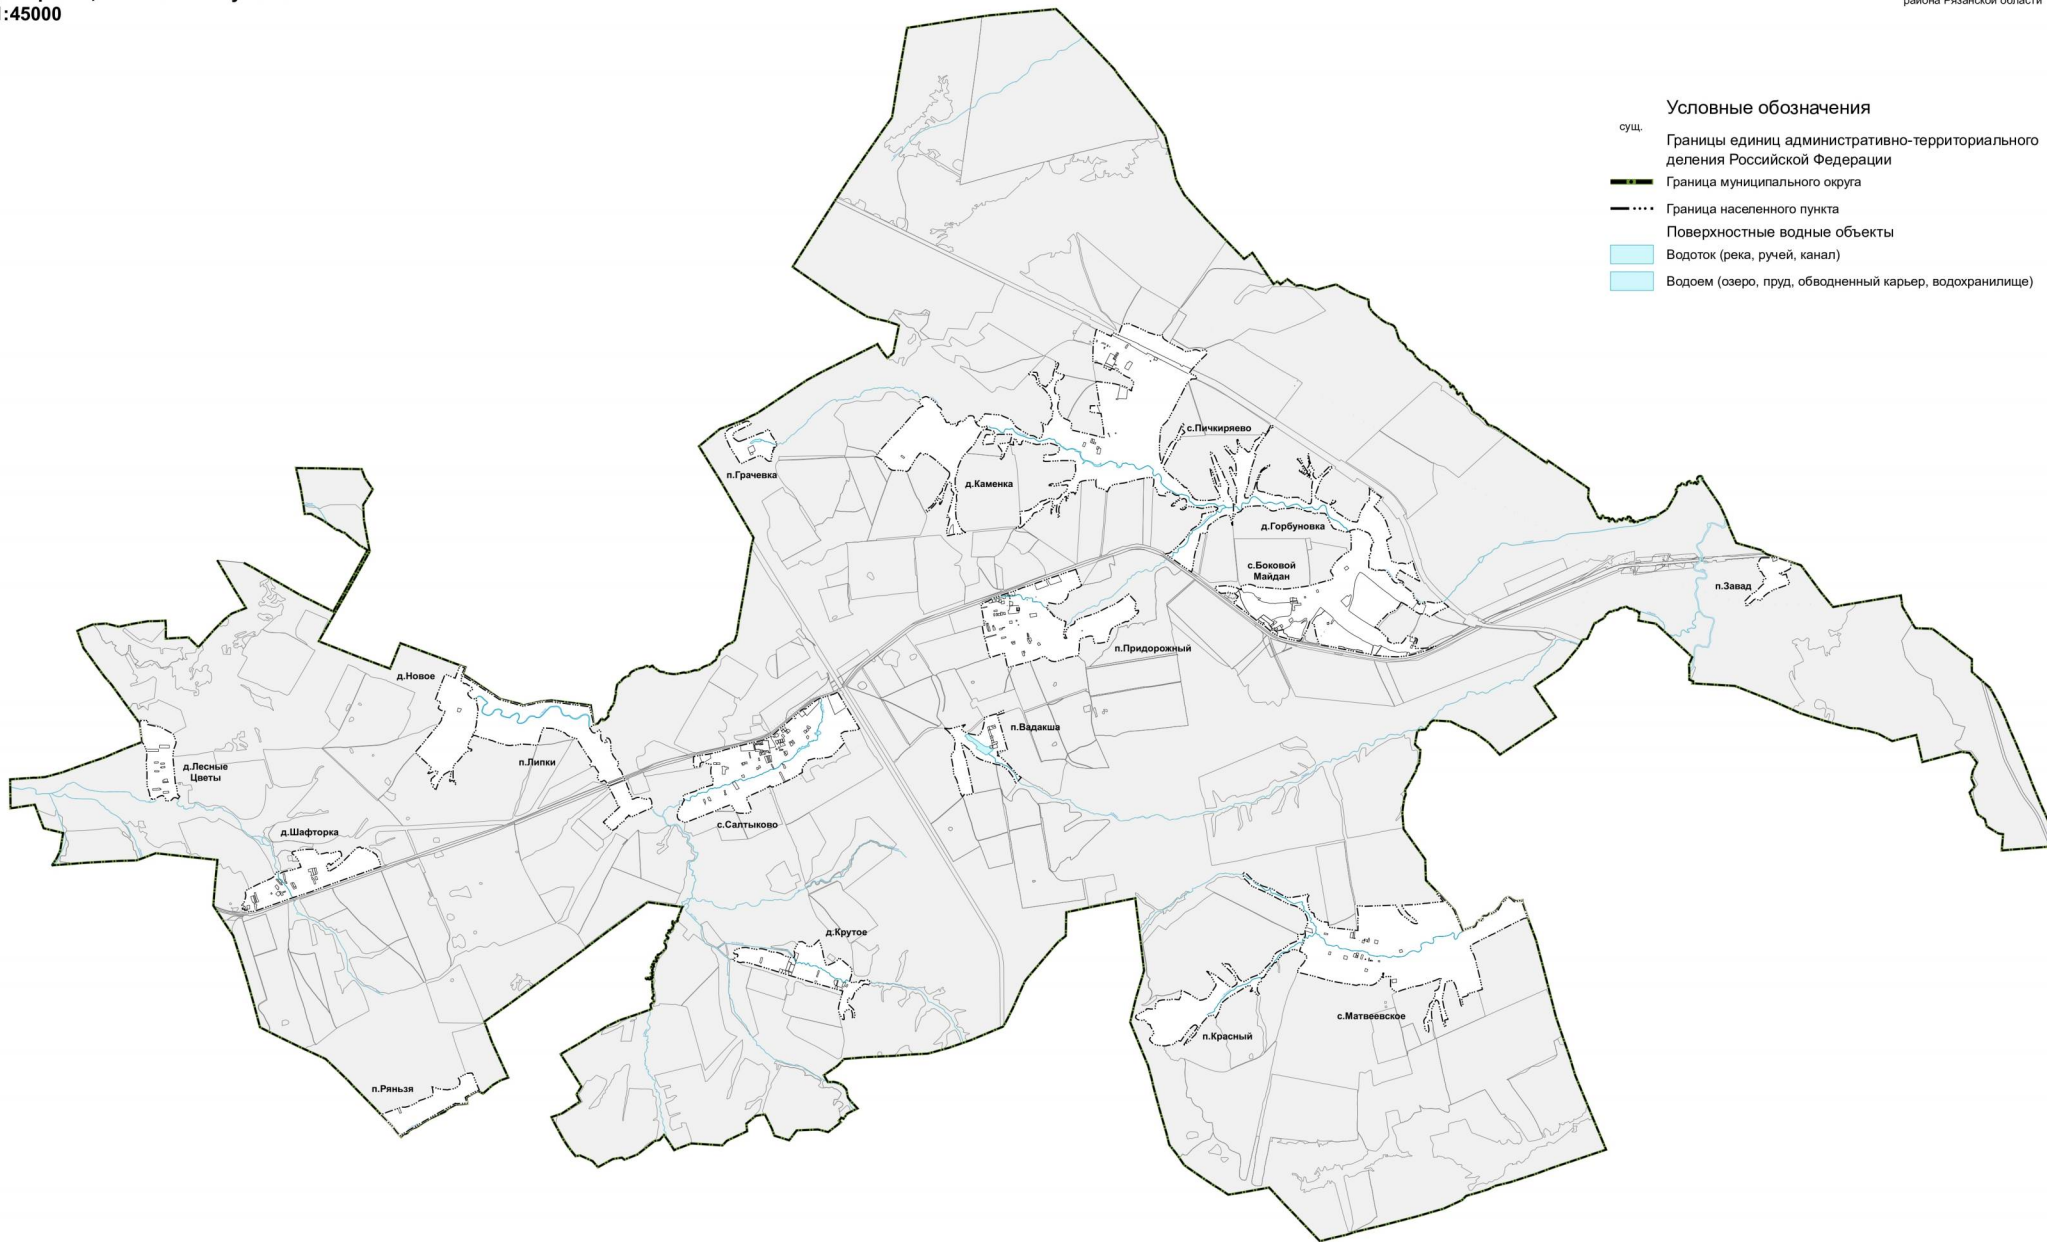 1:45000
района Рязанской области
Условные обозначения
сущ.
Границы единиц административно-территориального
деления Российской Федерации
Граница муниципального округа
Граница населенного пункта
Поверхностные водные объекты
Водоток (река, ручей, канал)
Водоем (озеро, пруд, обводненный карьер, водохранилище)
с.Пичкиряево
п.Грачевка
д.Каменка
д.Горбуновка
с.Боковой
Майдан
п.Завад
п.Придорожный
д.Новое
п.Вадакша
п.Липки
д.Лесные
Цветы
с.Салтыково
д.Шафторка
д.Крутое
с.Матвеевское
п.Красный
п.Ряньзя